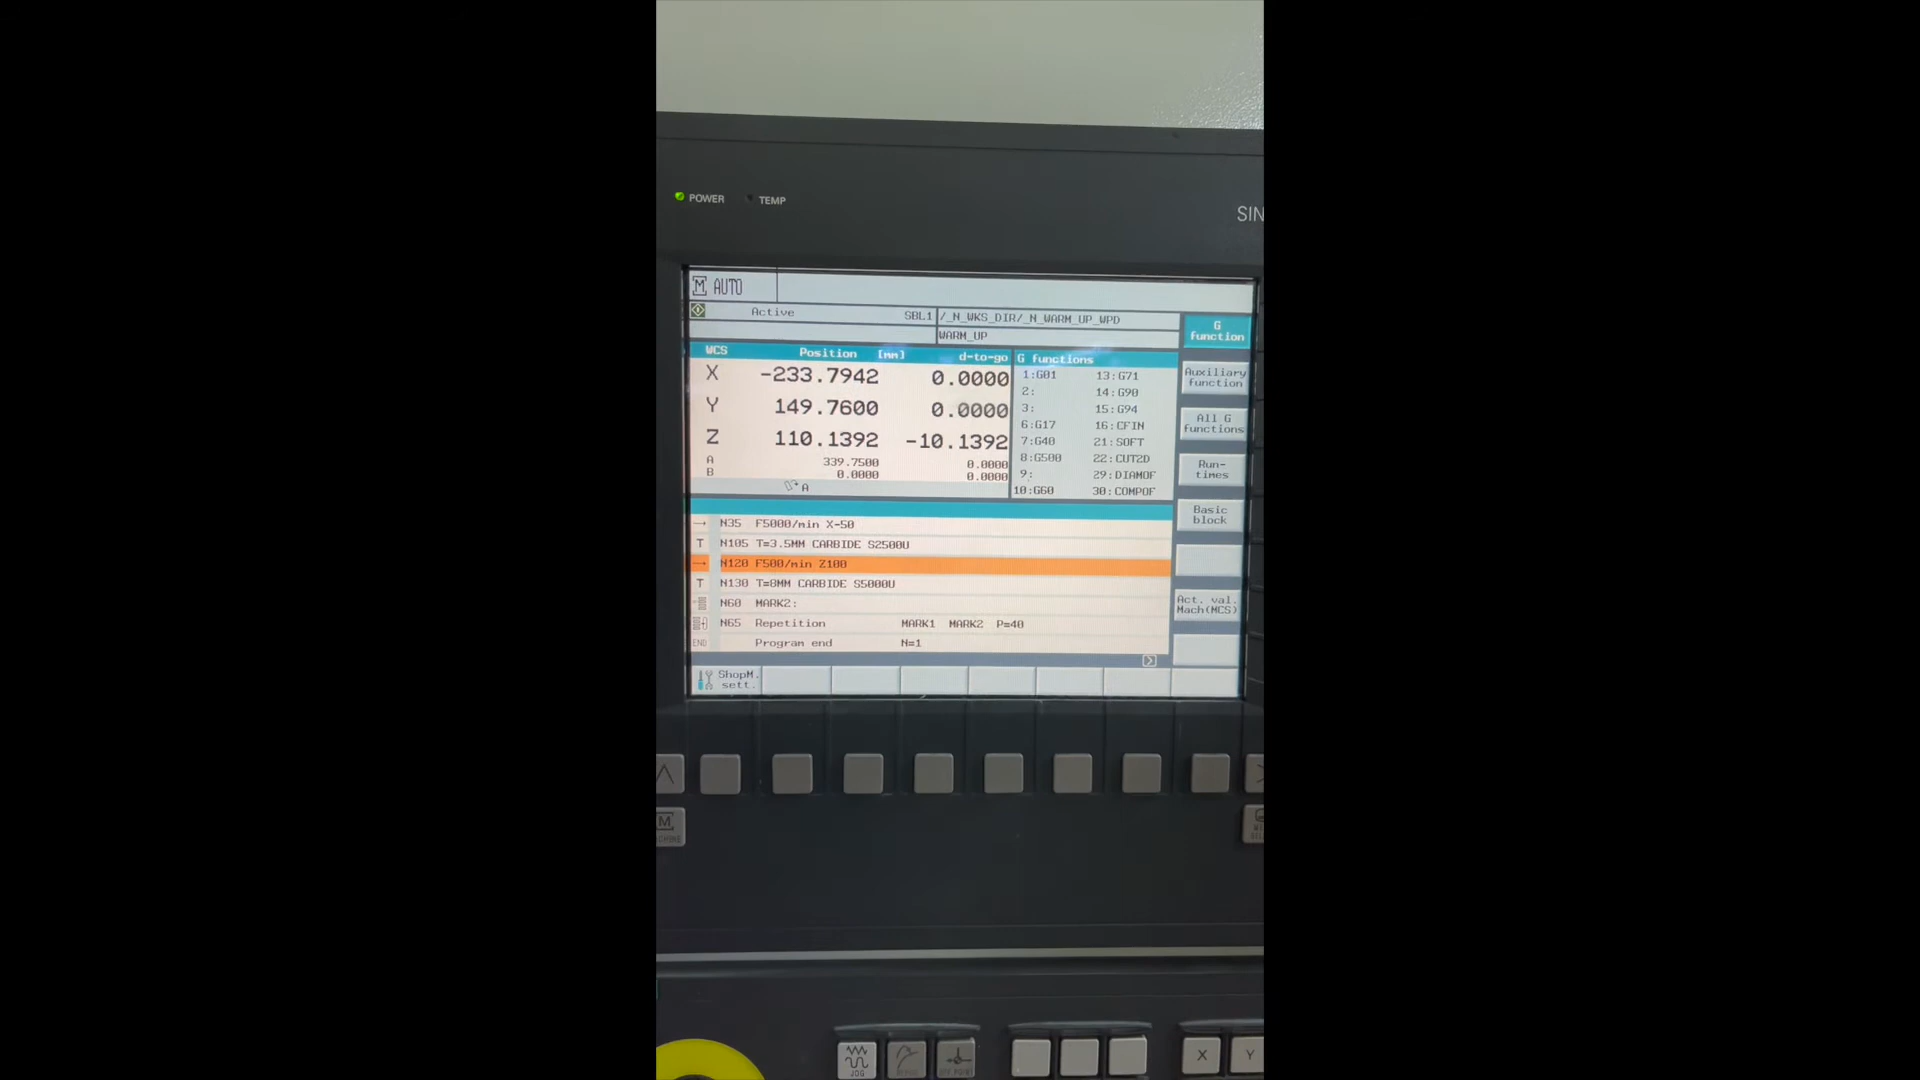 POWER TEMP
SIN
M AUTO
Active SBL1 /_N_WKS_DIR/_N_WARM_UP_WPD
WARM_UP
WCS Position [mm] d-to-go
X -233.7942 0.0000
Y 149.7600 0.0000
Z 110.1392 -10.1392
A 339.7500 0.0000
B 0.0000 0.0000
A
G functions
1:G01 13:G71
2: 14:G90
3: 15:G94
6:G17 16:CFIN
7:G40 21:SOFT
8:G500 22:CUT2D
9: 29:DIAMOF
10:G60 30:COMPOF
G
function
Auxiliary
function
All G
functions
Run-
times
Basic
block
Act. val.
Mach(MCS)
N35 F5000/min X-50
T N105 T=3.5MM CARBIDE S2500U
N120 F500/min Z100
T N130 T=8MM CARBIDE S5000U
N60 MARK2:
N65 Repetition MARK1 MARK2 P=40
END Program end N=1
ShopM.
sett.
M
JOG
X Y